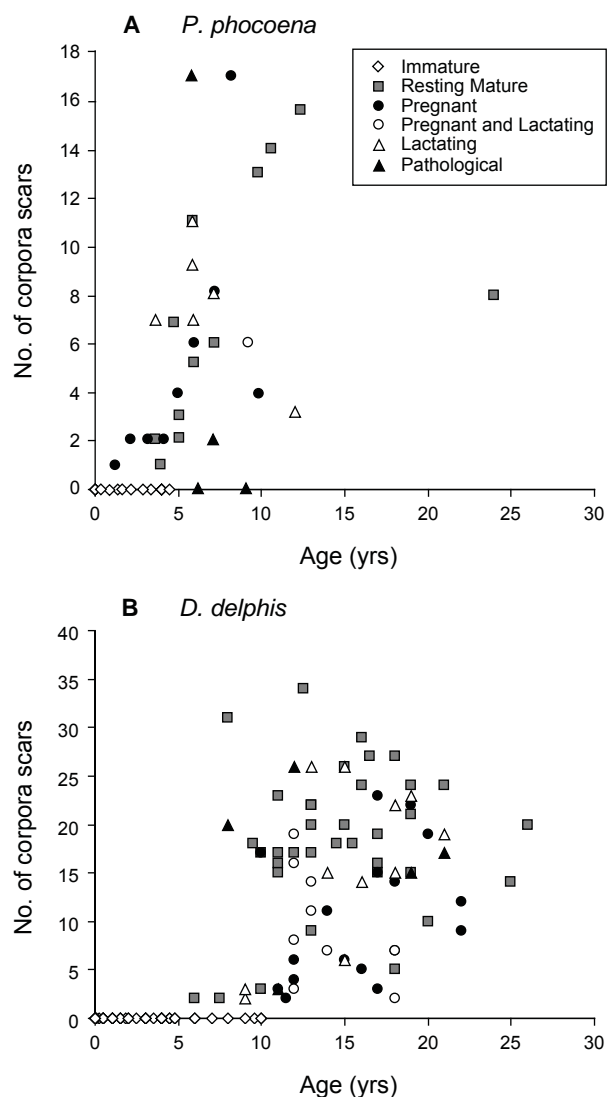 A P. phocoena
18
16
14
12
10
8
6
4
2
0
No. of corpora scars
Immature
Resting Mature
Pregnant
Pregnant and Lactating
Lactating
Pathological
0 5 10 15 20 25 30
Age (yrs)
B D. delphis
40
35
30
25
20
15
10
5
0
No. of corpora scars
0 5 10 15 20 25 30
Age (yrs)